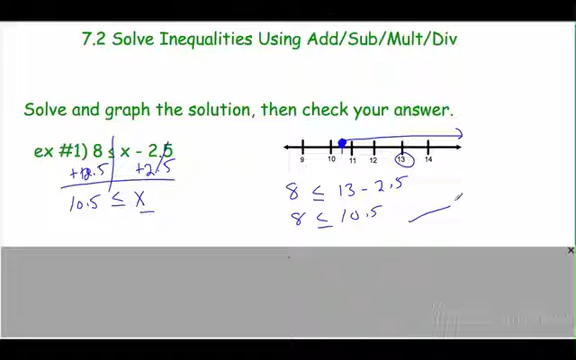 7.2 Solve Inequalities Using Add/Sub/Mult/Div
Solve and graph the solution, then check your answer.
ex #1) 8 ≤ x - 2.5
+2.5 +2.5
10.5 ≤ x
9 10 11 12 13 14
8 ≤ 13 - 2.5
8 ≤ 10.5